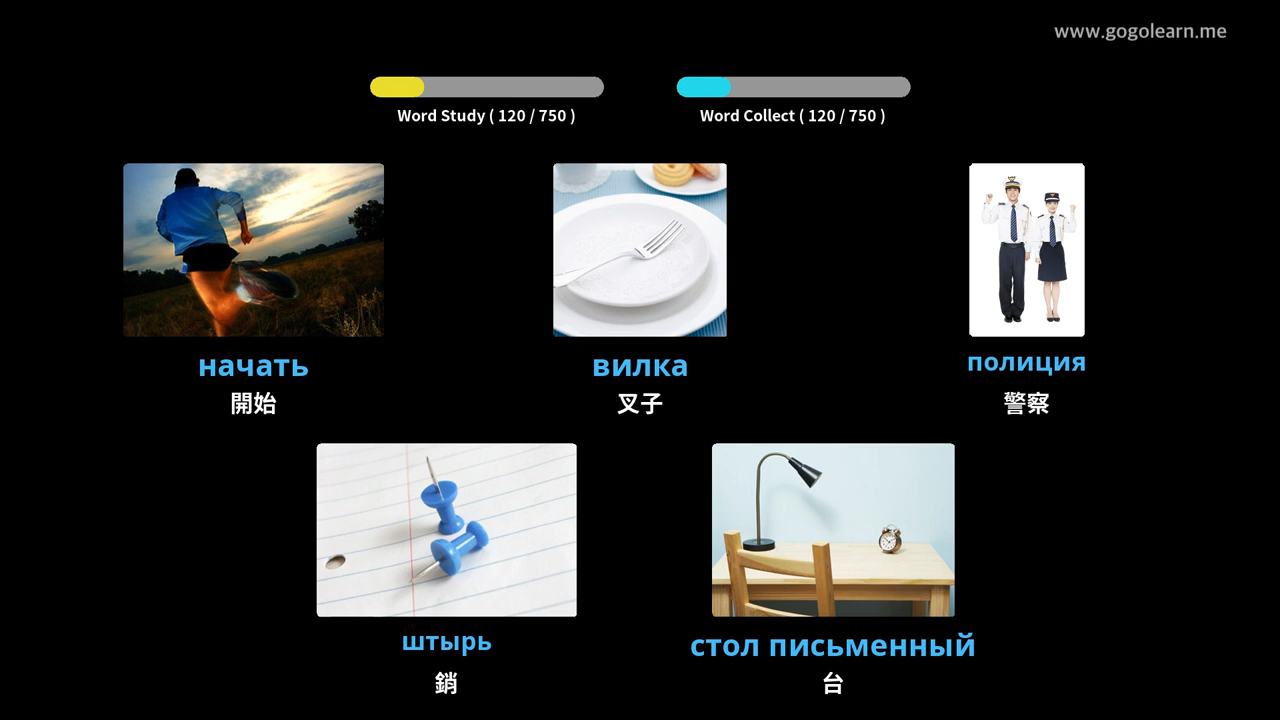 www.gogolearn.me
Word Study ( 120 / 750 )
Word Collect ( 120 / 750 )
начать
開始
вилка
叉子
полиция
警察
штырь
銷
стол письменный
台